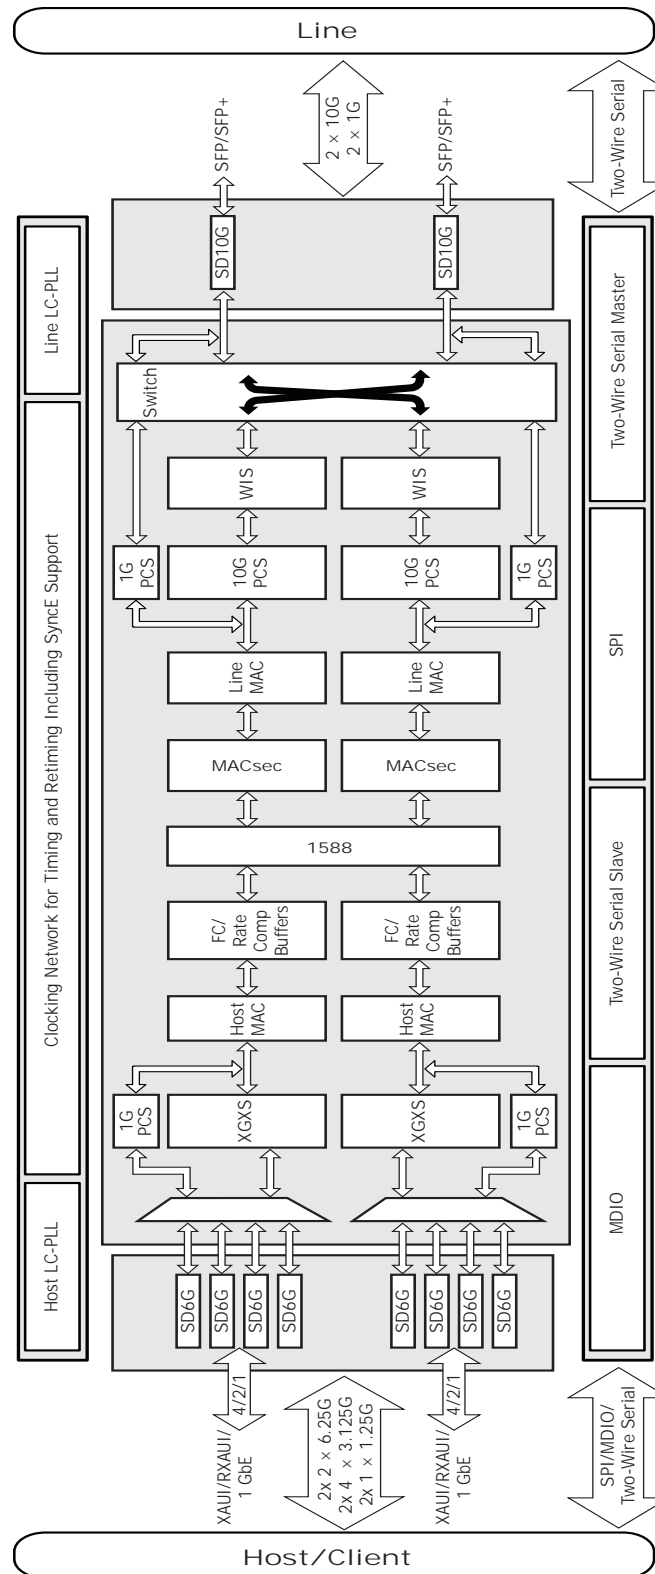 Line
SFP/SFP+
2 × 10G
2 × 1G
SFP/SFP+
Two-Wire Serial
SD10G
SD10G
Line LC-PLL
Clocking Network for Timing and Retiming Including SyncE Support
Host LC-PLL
Two-Wire Serial Master
SPI
Two-Wire Serial Slave
MDIO
Switch
WIS
WIS
1G
PCS
10G
PCS
10G
PCS
1G
PCS
Line
MAC
Line
MAC
MACsec
MACsec
1588
FC/
Rate
Comp
Buffers
FC/
Rate
Comp
Buffers
Host
MAC
Host
MAC
1G
PCS
XGXS
XGXS
1G
PCS
SD6G
SD6G
SD6G
SD6G
SD6G
SD6G
SD6G
SD6G
4/2/1
4/2/1
XAUI/RXAUI/
1 GbE
2x 2 × 6.25G
2x 4 × 3.125G
2x 1 × 1.25G
XAUI/RXAUI/
1 GbE
SPI/MDIO/
Two-Wire Serial
Host/Client